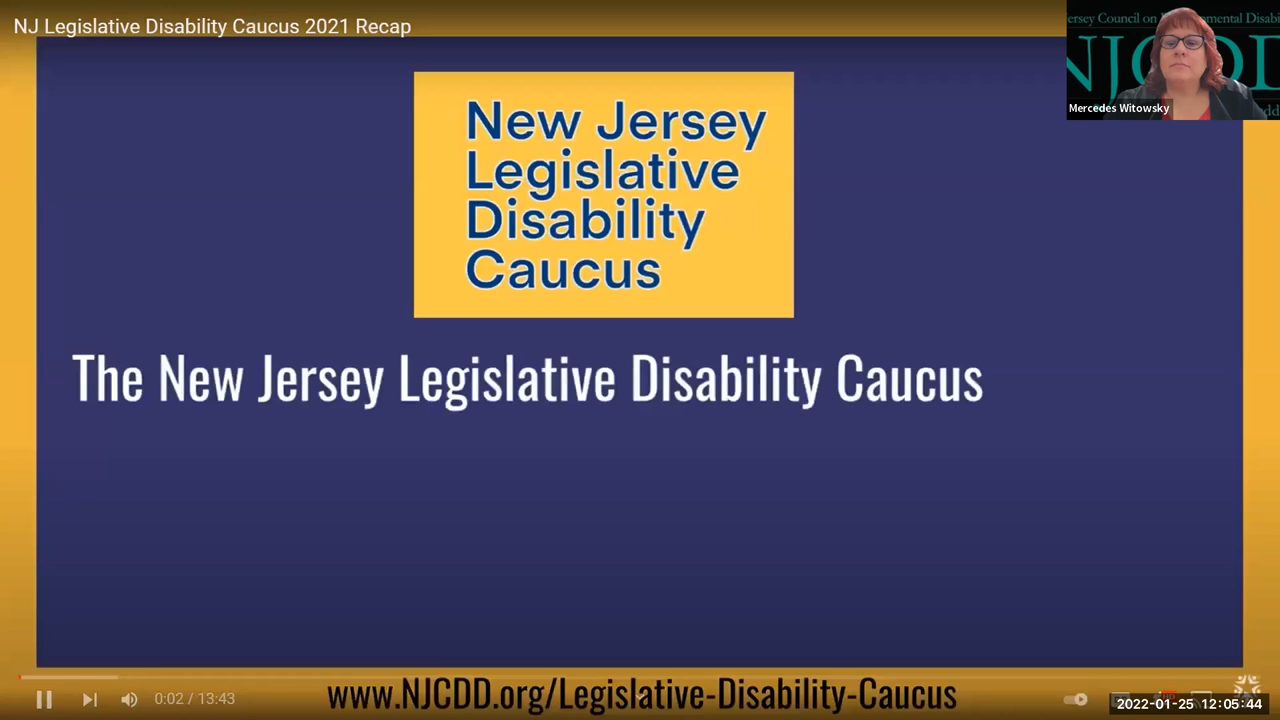 NJ Legislative Disability Caucus 2021 Recap
New Jersey
Legislative
Disability
Caucus
Mercedes Witowsky
The New Jersey Legislative Disability Caucus
0:02 / 13:43
www.NJCDD.org/Legislative-Disability-Caucus
2022-01-25 12:05:44